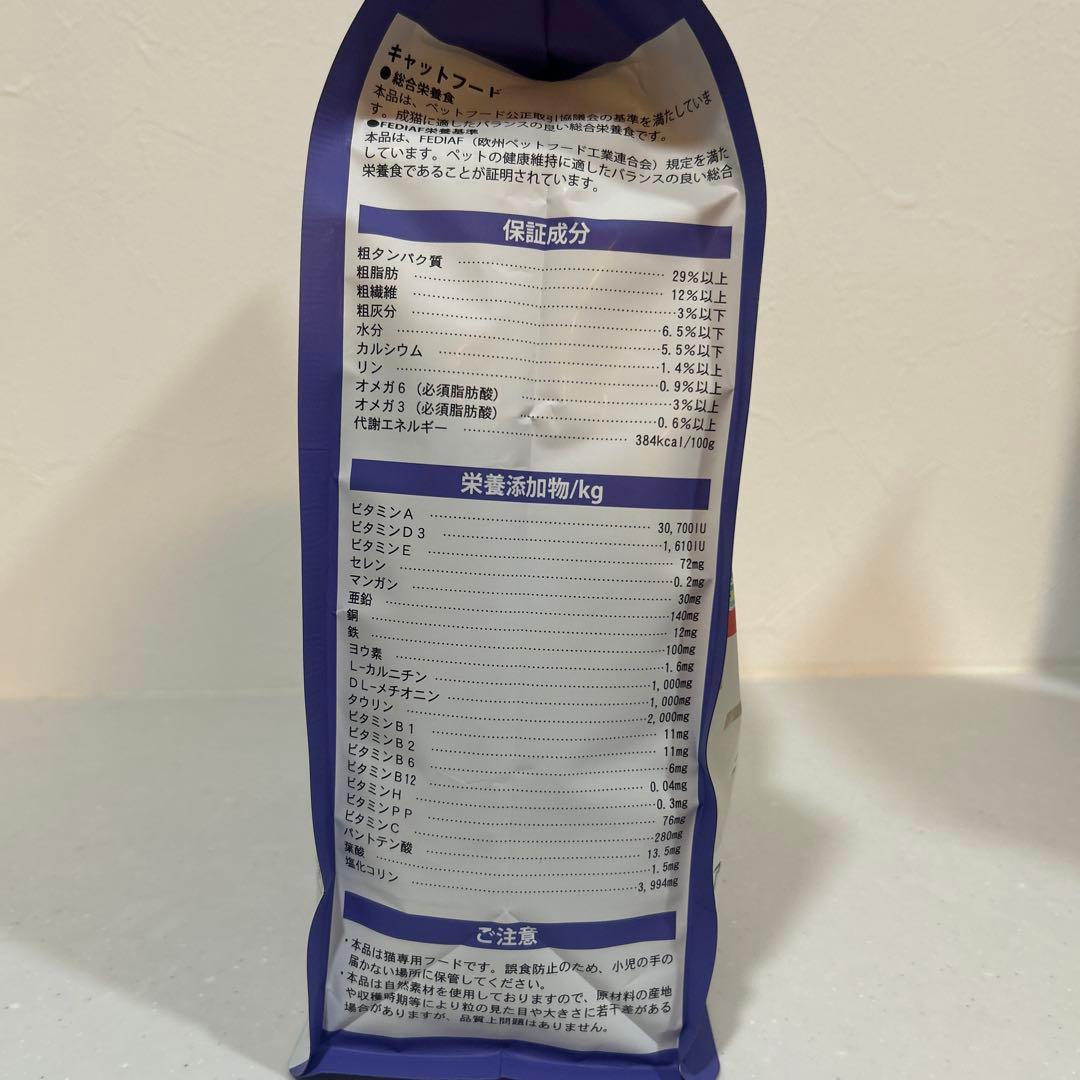 キャットフード
●総合栄養食
本品は、ペットフード公正取引協議会の基準を満たしていま
す。成猫に適したバランスの良い総合栄養食です。
●FEDIAF栄養基準
本品は、FEDIAF（欧州ペットフード工業連合会）規定を満た
しています。ペットの健康維持に適したバランスの良い総合
栄養食であることが証明されています。
保証成分
粗タンパク質 29%以上
粗脂肪 12%以上
粗繊維 3%以下
粗灰分 6.5%以下
水分 5.5%以下
カルシウム 1.4%以上
リン 0.9%以上
オメガ6（必須脂肪酸） 3%以上
オメガ3（必須脂肪酸） 0.6%以上
代謝エネルギー 384kcal/100g
栄養添加物/kg
ビタミンA 30,700IU
ビタミンD3 1,610IU
ビタミンE 72mg
セレン 0.2mg
マンガン 30mg
亜鉛 140mg
銅 12mg
鉄 100mg
ヨウ素 1.6mg
L-カルニチン 1,000mg
DL-メチオニン 1,000mg
タウリン 2,000mg
ビタミンB1 11mg
ビタミンB2 11mg
ビタミンB6 6mg
ビタミンB12 0.04mg
ビタミンH 0.3mg
ビタミンPP 76mg
ビタミンC 280mg
パントテン酸 13.5mg
葉酸 1.5mg
塩化コリン 3,994mg
ご注意
・本品は猫専用フードです。誤食防止のため、小児の手の
届かない場所に保管してください。
・本品は自然素材を使用しておりますので、原材料の産地
や収穫時期等により粒の見た目や大きさに若干差がある
場合がありますが、品質上問題はありません。